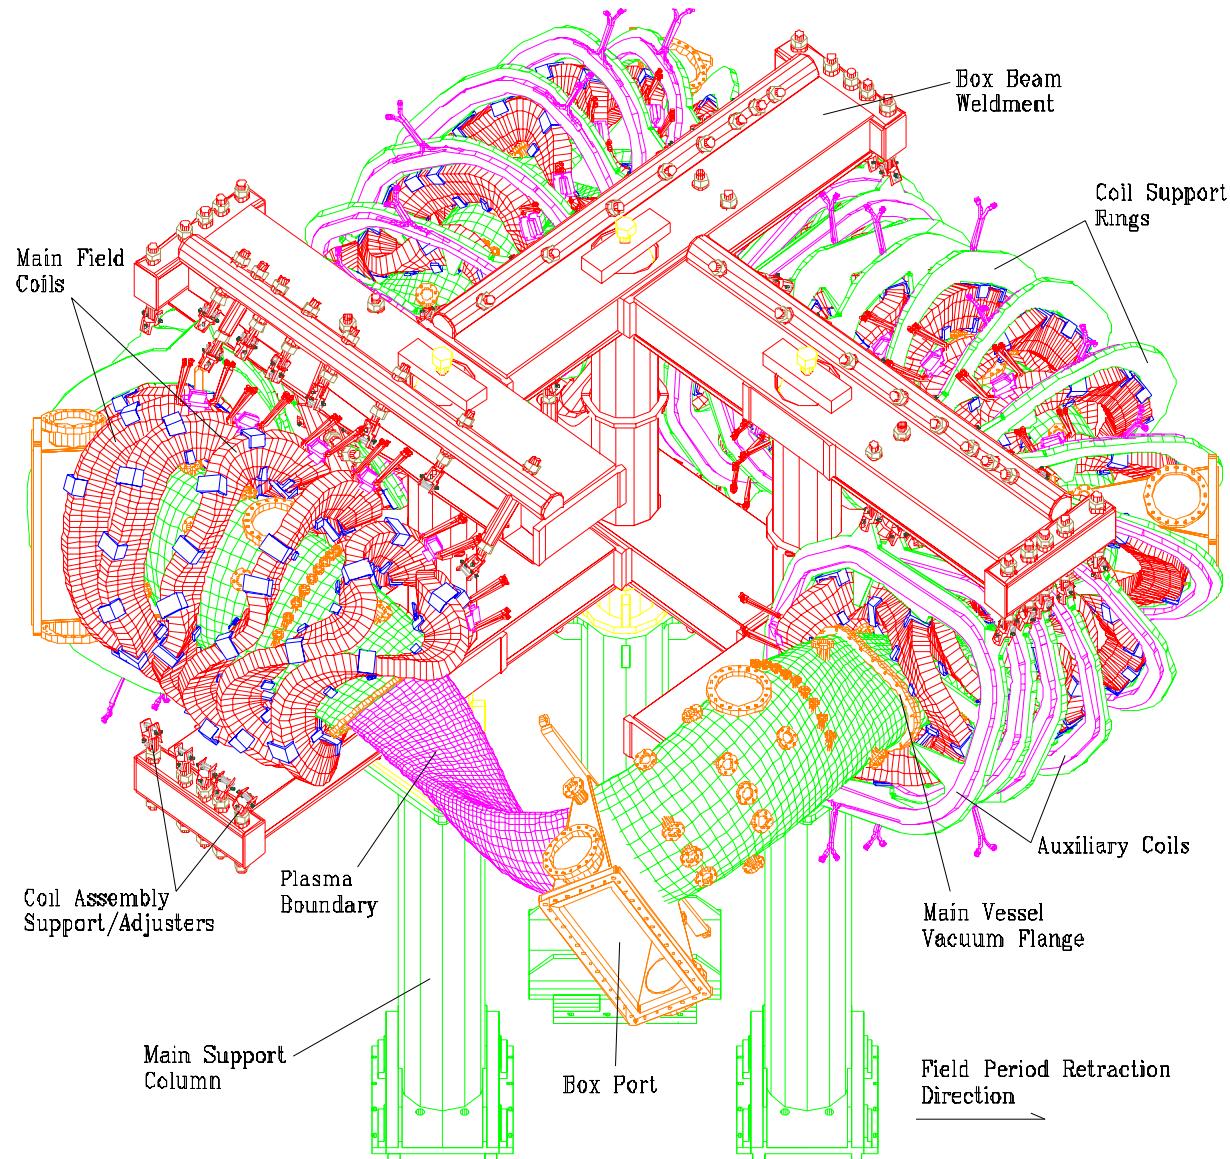 Box Beam
Weldment
Coil Support
Rings
Main Field
Coils
Auxiliary Coils
Plasma
Boundary
Coil Assembly
Support/Adjusters
Main Vessel
Vacuum Flange
Main Support
Column
Box Port
Field Period Retraction
Direction